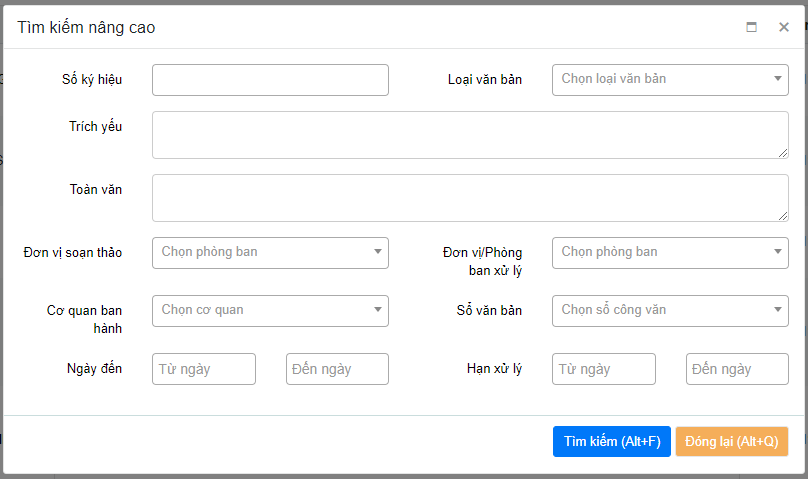 Tìm kiếm nâng cao
Số ký hiệu
Loại văn bản
Chọn loại văn bản
Trích yếu
Toàn văn
Đơn vị soạn thảo
Chọn phòng ban
Đơn vị/Phòng
ban xử lý
Chọn phòng ban
Cơ quan ban
hành
Chọn cơ quan
Sổ văn bản
Chọn sổ công văn
Ngày đến
Từ ngày
Đến ngày
Hạn xử lý
Từ ngày
Đến ngày
Tìm kiếm (Alt+F)
Đóng lại (Alt+Q)